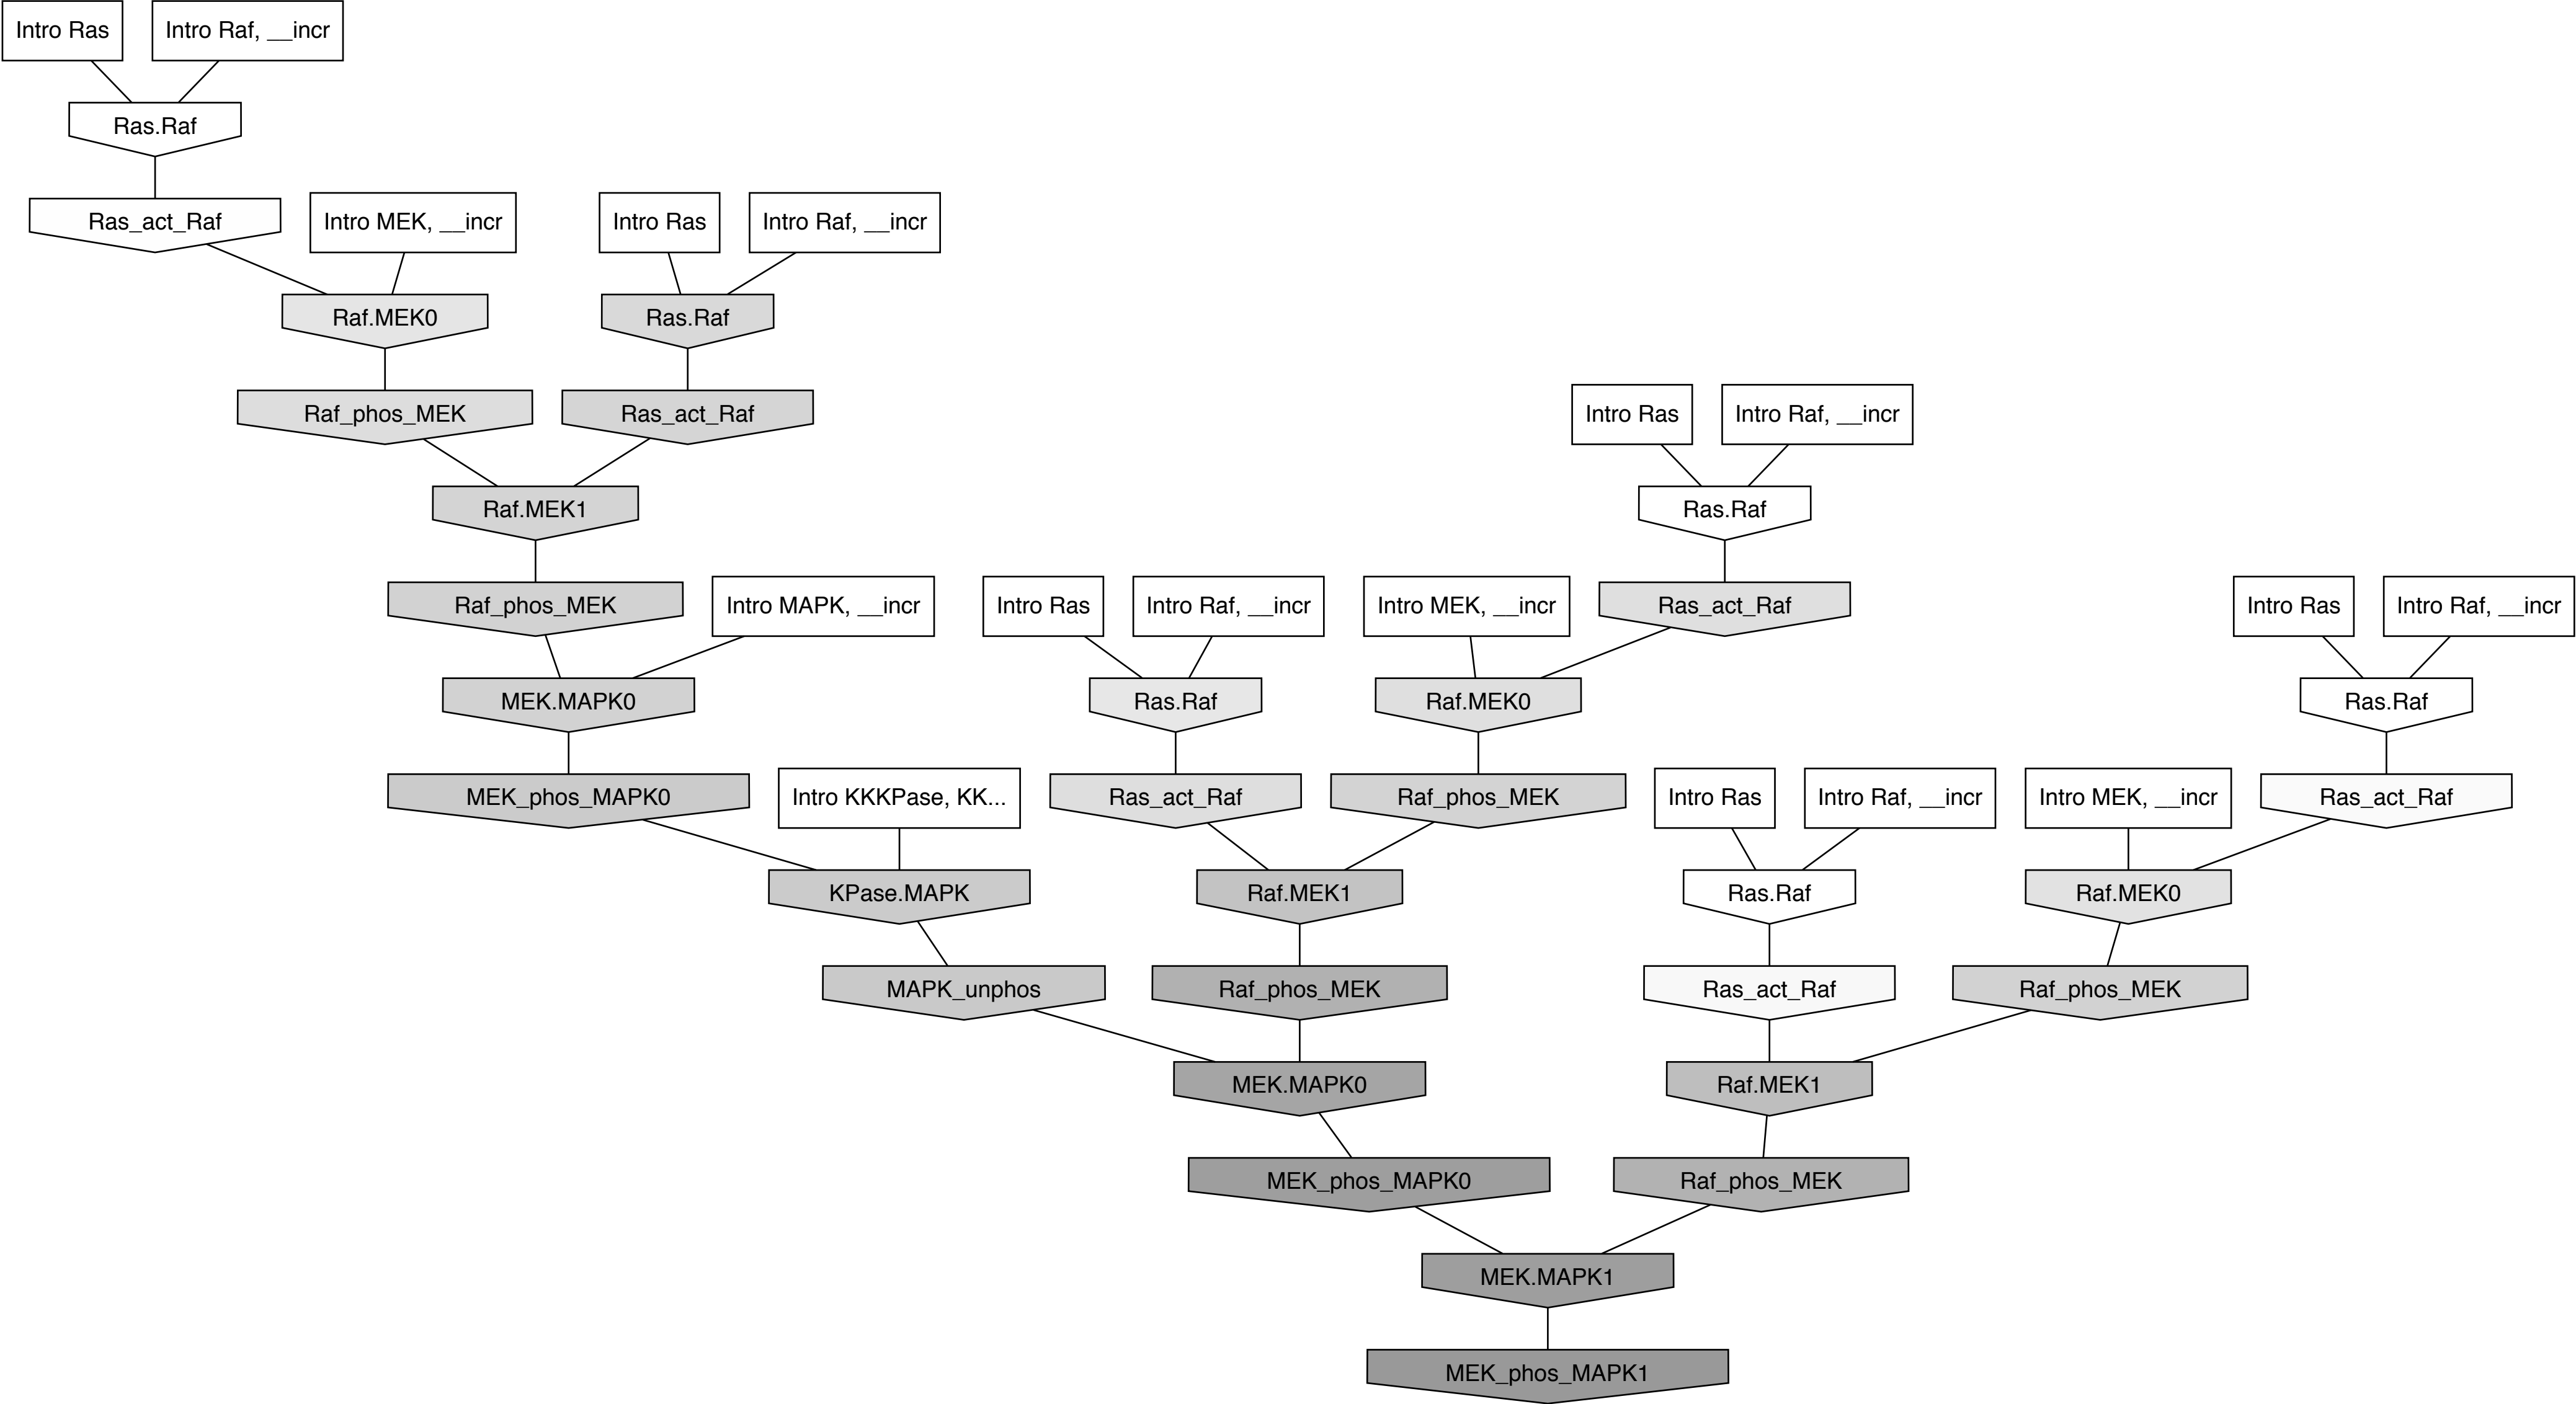 Intro Ras
Intro Raf, __incr
Ras.Raf
Ras_act_Raf
Intro MEK, __incr
Intro Ras
Intro Raf, __incr
Raf.MEK0
Ras.Raf
Raf_phos_MEK
Ras_act_Raf
Intro Ras
Intro Raf, __incr
Raf.MEK1
Ras.Raf
Raf_phos_MEK
Intro MAPK, __incr
Intro Ras
Intro Raf, __incr
Intro MEK, __incr
Ras_act_Raf
Intro Ras
Intro Raf, __incr
MEK.MAPK0
Ras.Raf
Raf.MEK0
Ras.Raf
MEK_phos_MAPK0
Intro KKKPase, KK...
Ras_act_Raf
Raf_phos_MEK
Intro Ras
Intro Raf, __incr
Intro MEK, __incr
Ras_act_Raf
KPase.MAPK
Raf.MEK1
Ras.Raf
Raf.MEK0
MAPK_unphos
Raf_phos_MEK
Ras_act_Raf
Raf_phos_MEK
MEK.MAPK0
Raf.MEK1
MEK_phos_MAPK0
Raf_phos_MEK
MEK.MAPK1
MEK_phos_MAPK1